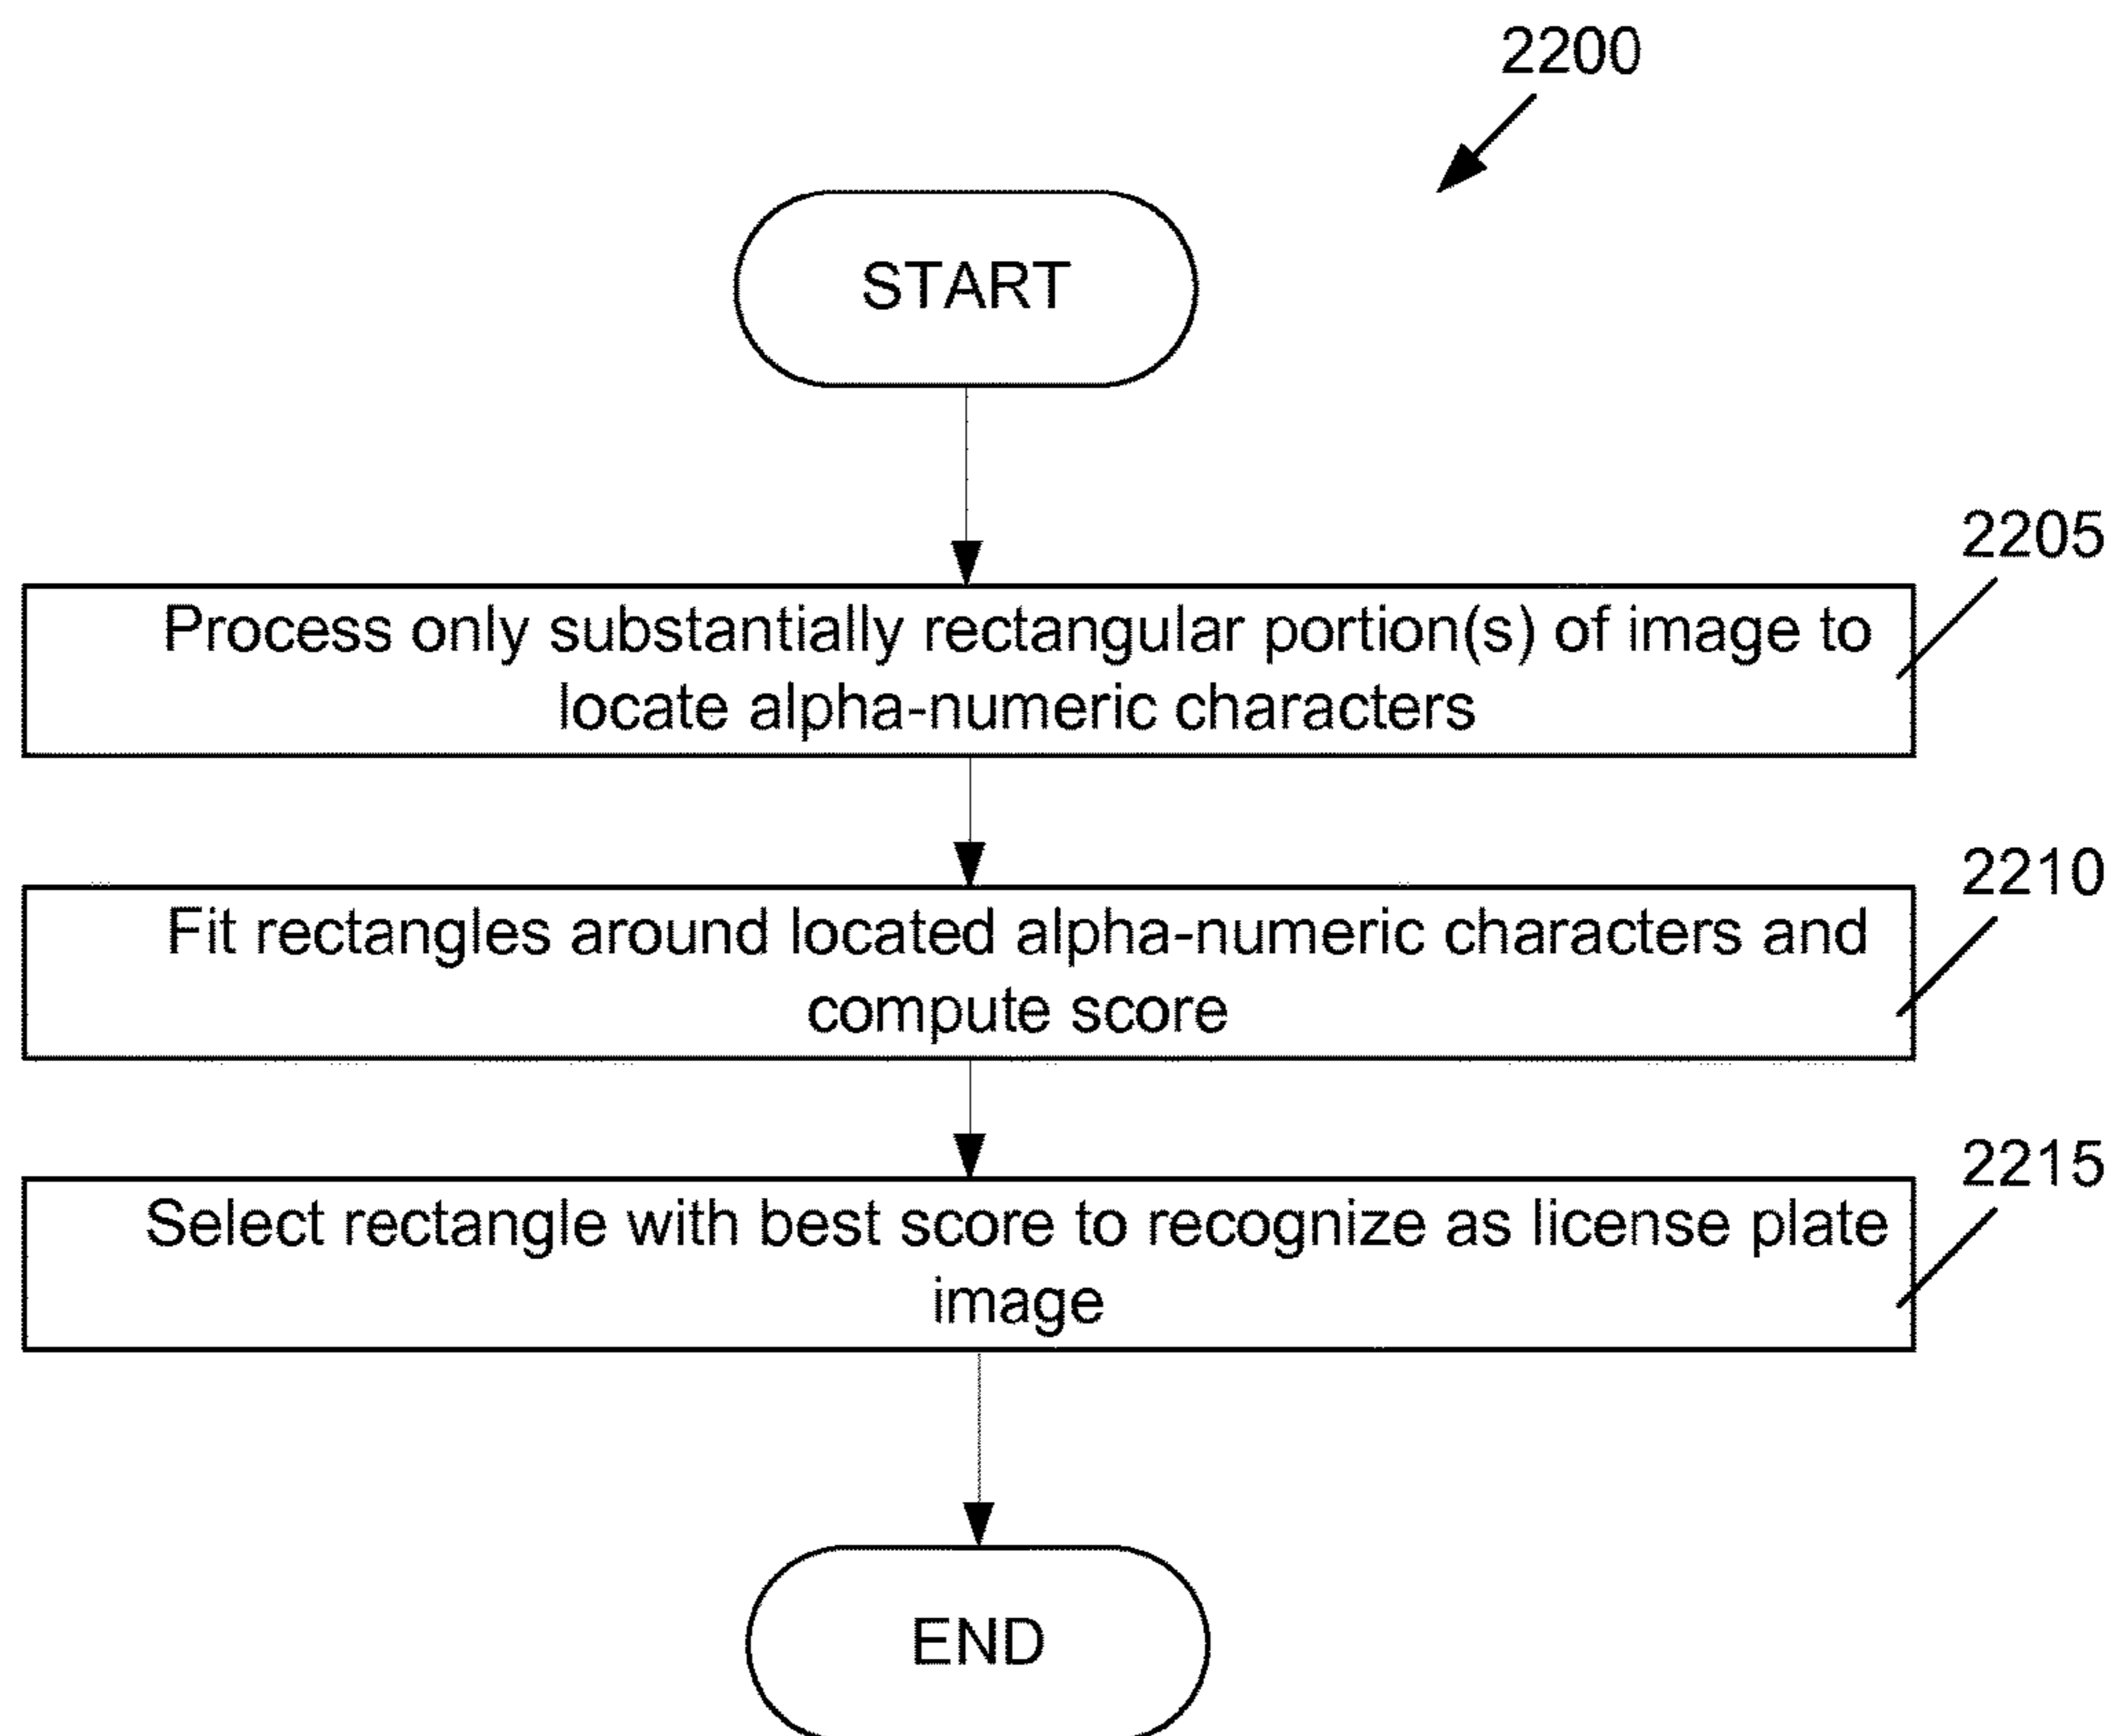 2200
START
2205
Process only substantially rectangular portion(s) of image to
locate alpha-numeric characters
2210
Fit rectangles around located alpha-numeric characters and
compute score
2215
Select rectangle with best score to recognize as license plate
image
END